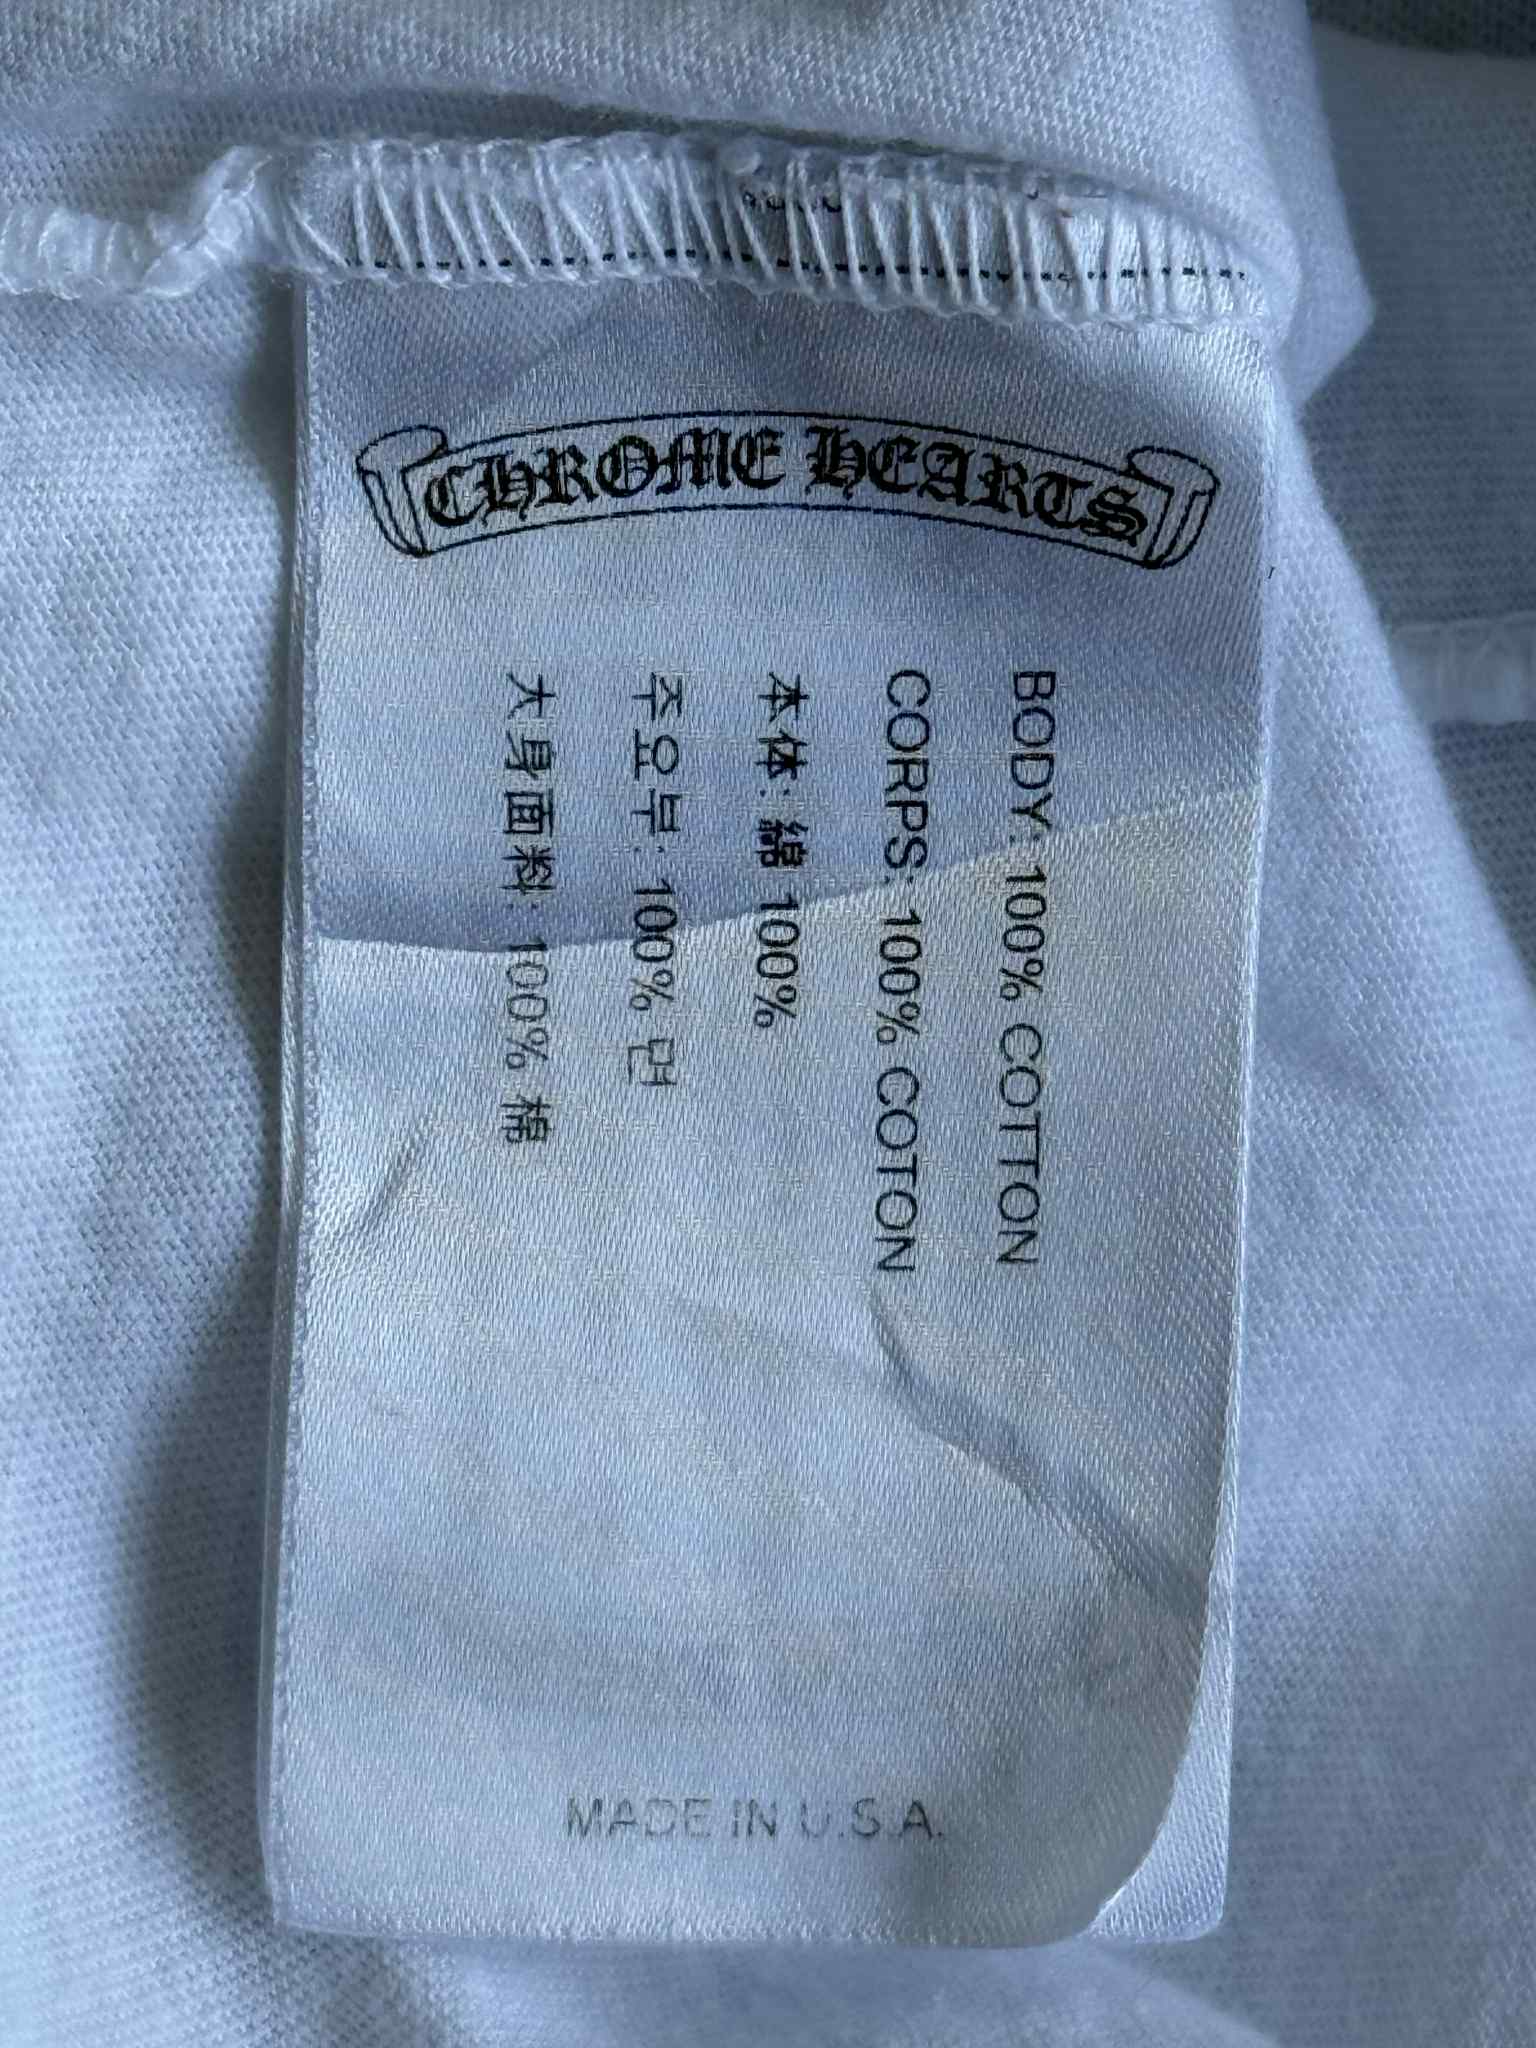 CHROME HEARTS
BODY: 100% COTTON
CORPS: 100% COTON
本体: 綿 100%
주요부: 100% 면
大身面料: 100% 棉
MADE IN U.S.A.